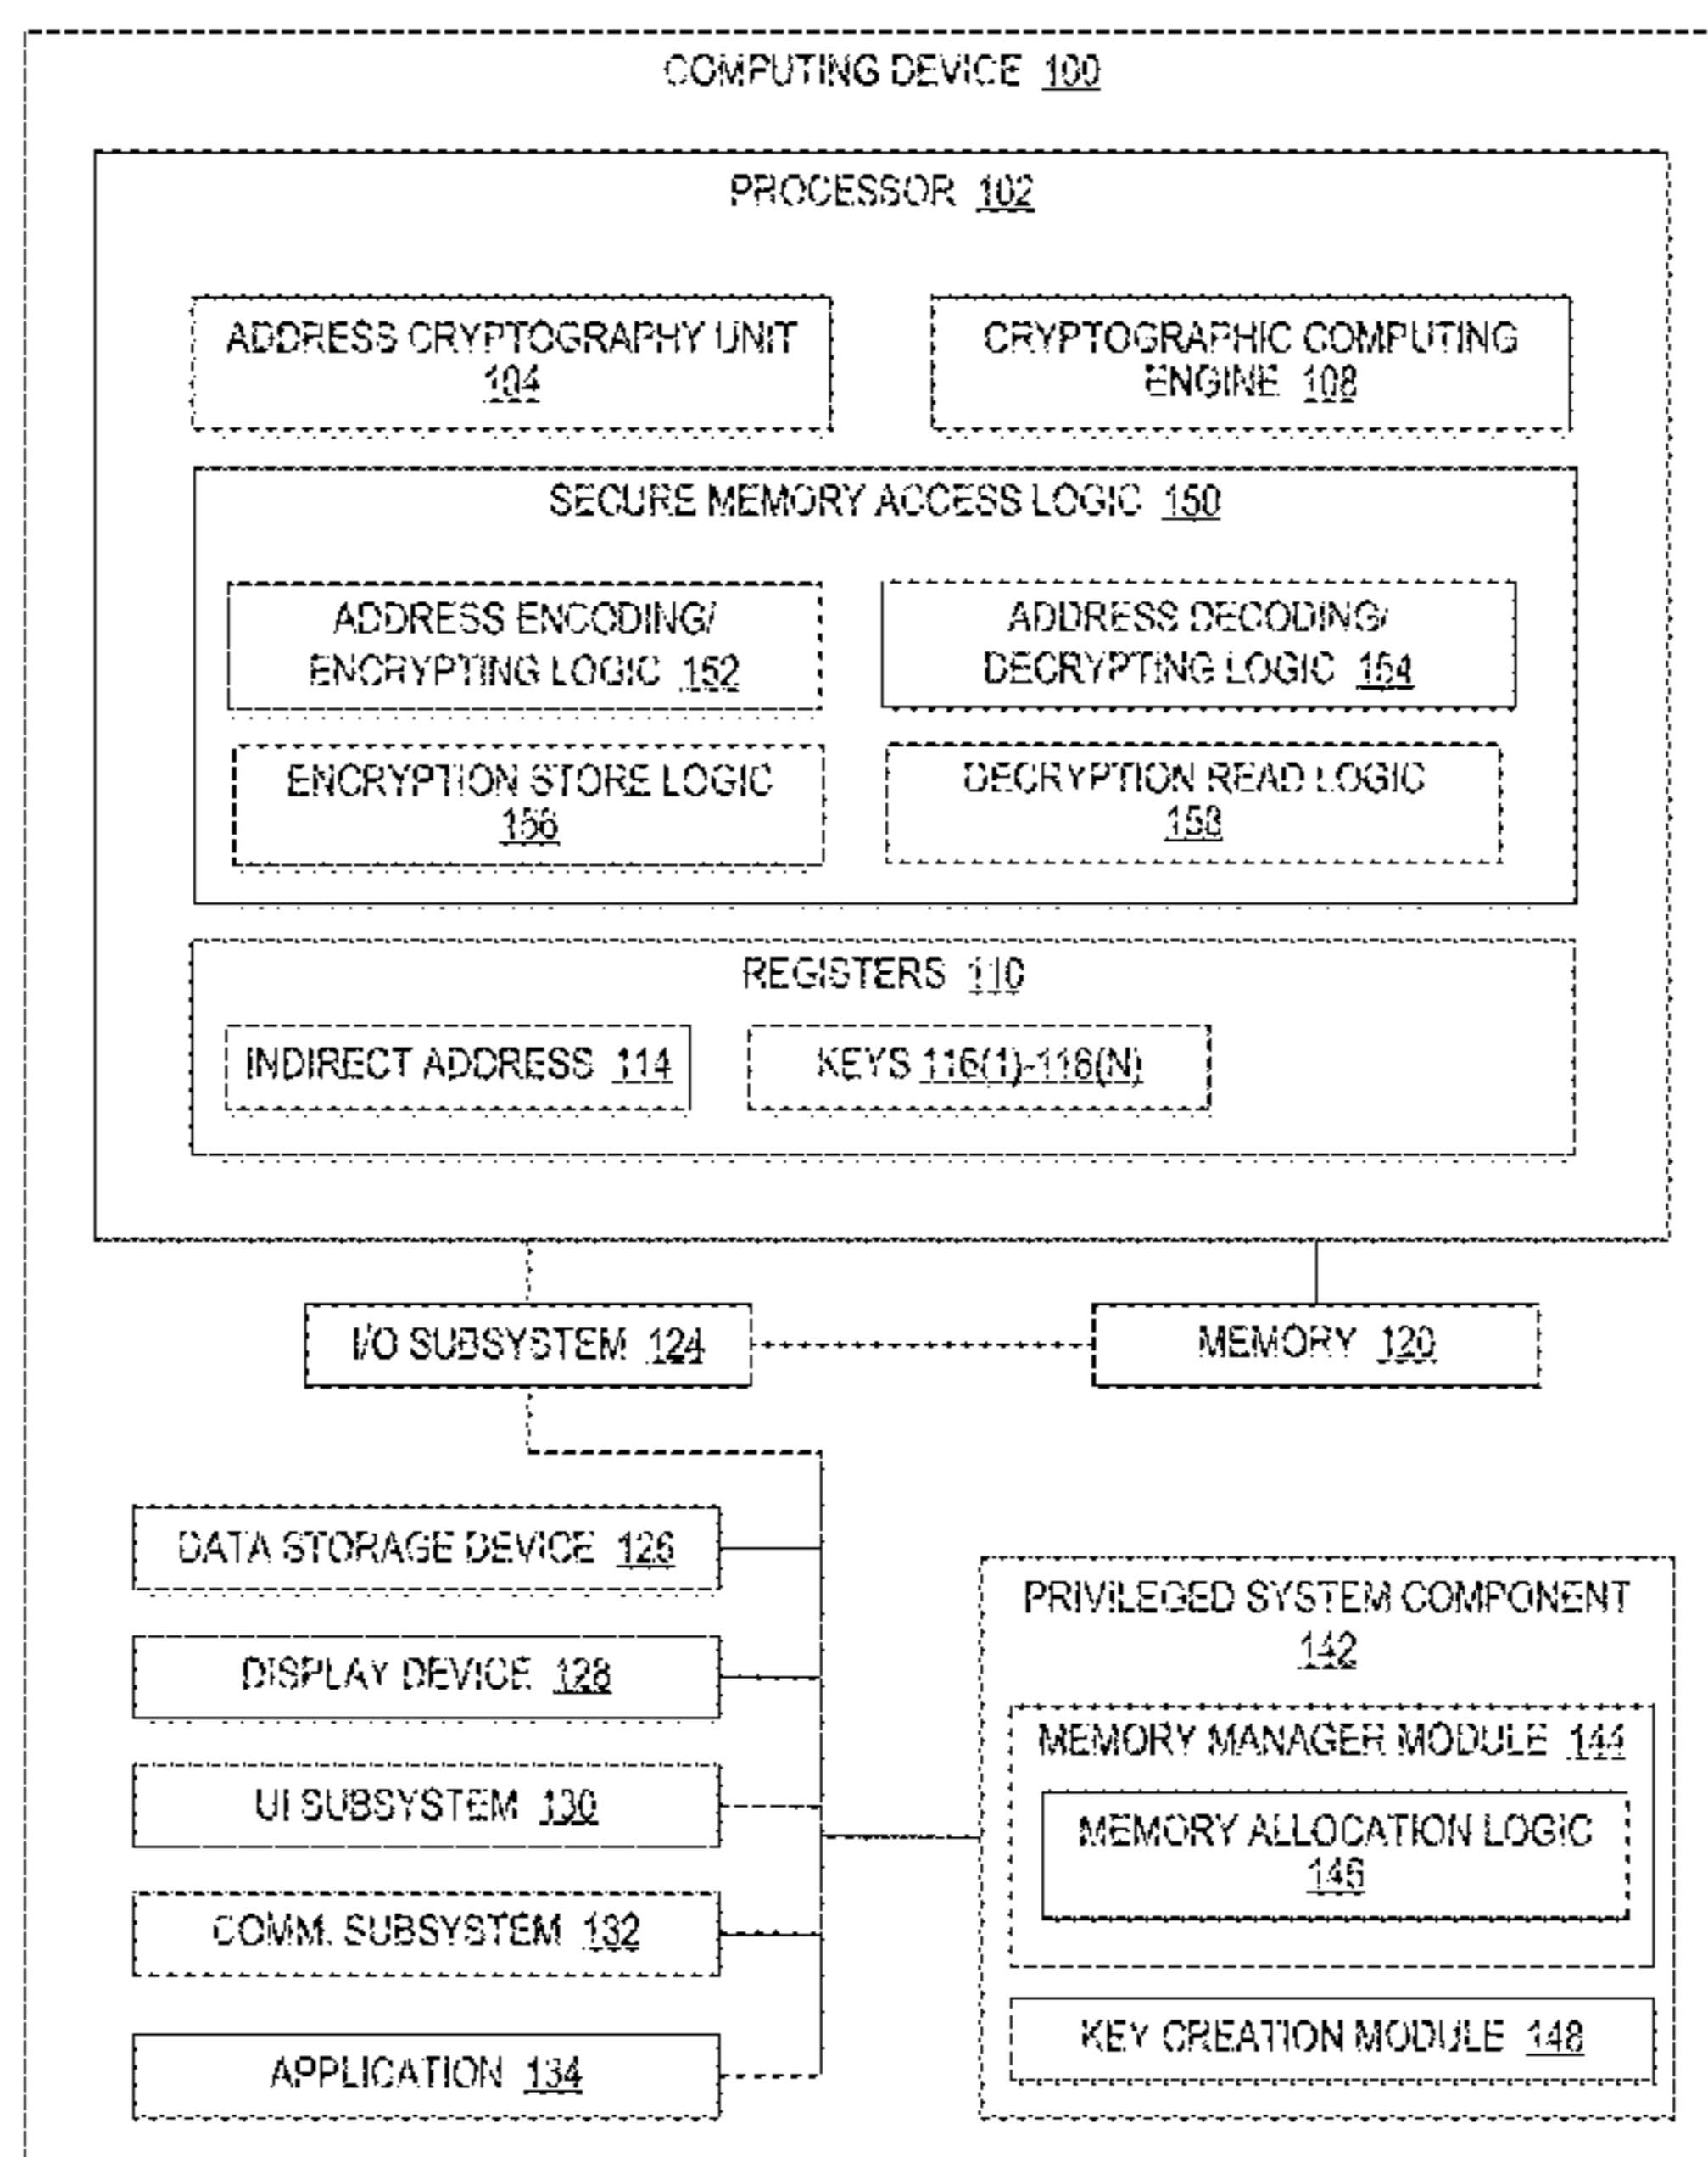 COMPUTING DEVICE 100
PROCESSOR 102
ADDRESS CRYPTOGRAPHY UNIT
104
CRYPTOGRAPHIC COMPUTING
ENGINE 108
SECURE MEMORY ACCESS LOGIC 150
ADDRESS ENCODING/
ENCRYPTING LOGIC 152
ADDRESS DECODING/
DECRYPTING LOGIC 154
ENCRYPTION STORE LOGIC
156
DECRYPTION READ LOGIC
158
REGISTERS 110
INDIRECT ADDRESS 114
KEYS 116(1)-116(N)
I/O SUBSYSTEM 124
MEMORY 120
DATA STORAGE DEVICE 126
DISPLAY DEVICE 128
UI SUBSYSTEM 130
COMM. SUBSYSTEM 132
APPLICATION 134
PRIVILEGED SYSTEM COMPONENT
142
MEMORY MANAGER MODULE 144
MEMORY ALLOCATION LOGIC
146
KEY CREATION MODULE 148